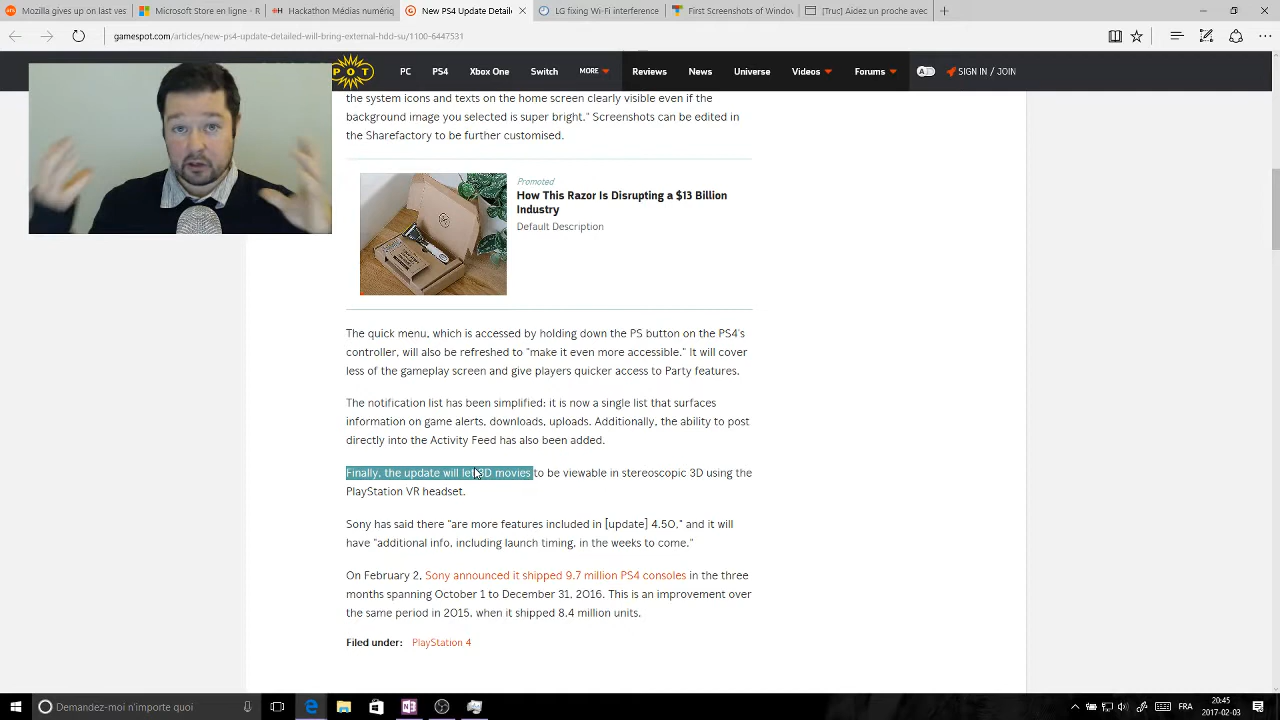 Mozilla gives up on last ves
Microsoft Store en ligne - R
Hackathon Médias numériq
New PS4 Update Detaile
LG fixing Wi-Fi interference
First Screenshots of Window
[Truc] Aidez un proche avec
gamespot.com/articles/new-ps4-update-detailed-will-bring-external-hdd-su/1100-6447531
POT
PC
PS4
Xbox One
Switch
MORE
Reviews
News
Universe
Videos
Forums
SIGN IN / JOIN
the system icons and texts on the home screen clearly visible even if the
background image you selected is super bright." Screenshots can be edited in
the Sharefactory to be further customised.
Promoted
How This Razor Is Disrupting a $13 Billion
Industry
Default Description
The quick menu, which is accessed by holding down the PS button on the PS4's
controller, will also be refreshed to "make it even more accessible." It will cover
less of the gameplay screen and give players quicker access to Party features.
The notification list has been simplified: it is now a single list that surfaces
information on game alerts, downloads, uploads. Additionally, the ability to post
directly into the Activity Feed has also been added.
Finally, the update will let 3D movies to be viewable in stereoscopic 3D using the
PlayStation VR headset.
Sony has said there "are more features included in [update] 4.50," and it will
have "additional info, including launch timing, in the weeks to come."
On February 2, Sony announced it shipped 9.7 million PS4 consoles in the three
months spanning October 1 to December 31, 2016. This is an improvement over
the same period in 2015, when it shipped 8.4 million units.
Filed under: PlayStation 4
Demandez-moi n'importe quoi
FRA
20:45
2017-02-03